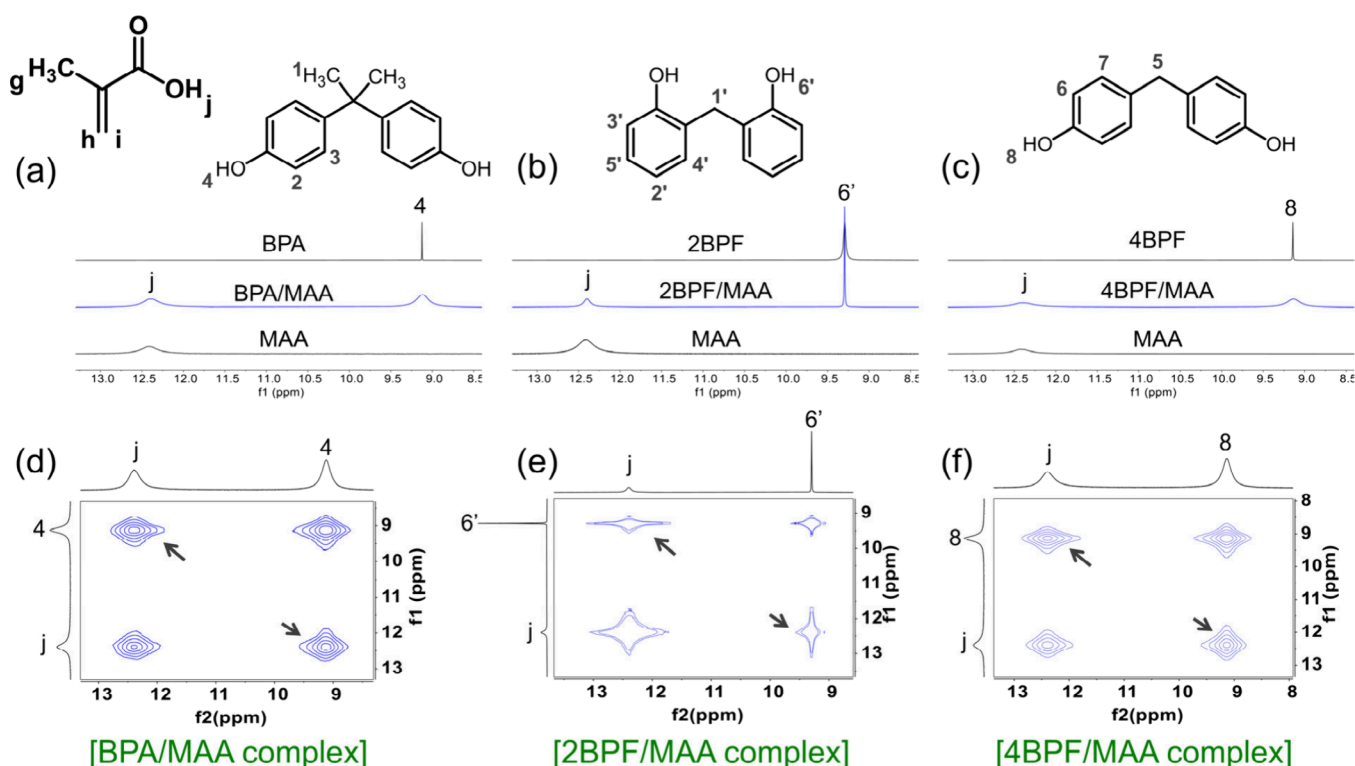 O
g H₃C
OH j
h i
1 H₃C CH₃
3
HO OH
4 2
OH OH
1' 6'
3'
5' 4'
2'
7 5
6
HO OH
8
(a) (b) (c)
4
BPA
j
BPA/MAA
MAA
13.0 12.5 12.0 11.5 11.0 10.5 10.0 9.5 9.0 8.5
f1 (ppm)
6'
2BPF
j
2BPF/MAA
MAA
13.0 12.5 12.0 11.5 11.0 10.5 10.0 9.5 9.0 8.5
f1 (ppm)
8
4BPF
j
4BPF/MAA
MAA
13.0 12.5 12.0 11.5 11.0 10.5 10.0 9.5 9.0 8.5
f1 (ppm)
(d)
j 4
4
j
9
10
11
12
13
f1 (ppm)
13 12 11 10 9
f2(ppm)
[BPA/MAA complex]
(e)
j 6'
6'
j
9
10
11
12
13
f1 (ppm)
13 12 11 10 9
f2(ppm)
[2BPF/MAA complex]
(f)
j 8
8
j
8
9
10
11
12
13
f1 (ppm)
13 12 11 10 9 8
f2(ppm)
[4BPF/MAA complex]